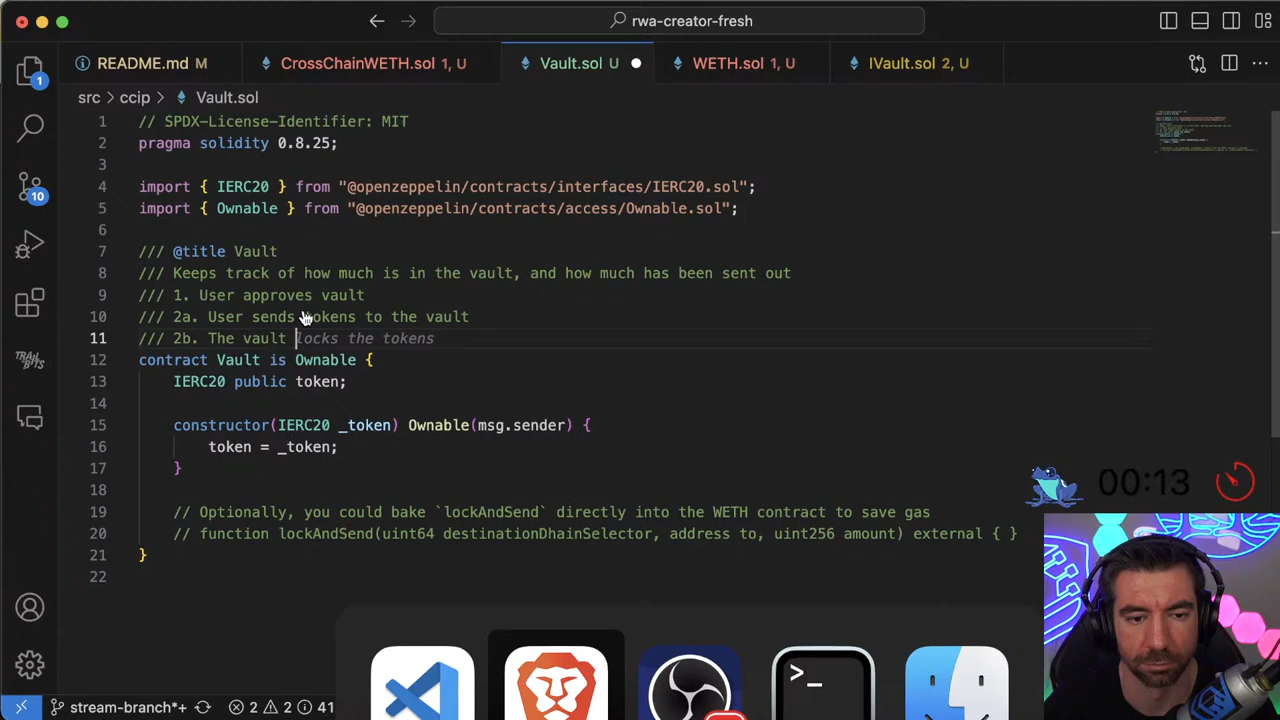 rwa-creator-fresh
README.md M
CrossChainWETH.sol 1, U
Vault.sol U
WETH.sol 1, U
IVault.sol 2, U
src > ccip > Vault.sol
1 // SPDX-License-Identifier: MIT
2 pragma solidity 0.8.25;
3
4 import { IERC20 } from "@openzeppelin/contracts/interfaces/IERC20.sol";
5 import { Ownable } from "@openzeppelin/contracts/access/Ownable.sol";
6
7 /// @title Vault
8 /// Keeps track of how much is in the vault, and how much has been sent out
9 /// 1. User approves vault
10 /// 2a. User sends tokens to the vault
11 /// 2b. The vault locks the tokens
12 contract Vault is Ownable {
13 IERC20 public token;
14
15 constructor(IERC20 _token) Ownable(msg.sender) {
16 token = _token;
17 }
18
19 // Optionally, you could bake `lockAndSend` directly into the WETH contract to save gas
20 // function lockAndSend(uint64 destinationDhainSelector, address to, uint256 amount) external { }
21 }
22
1
10
TRAIL OF BITS
00:13
stream-branch*+ 2 2 41